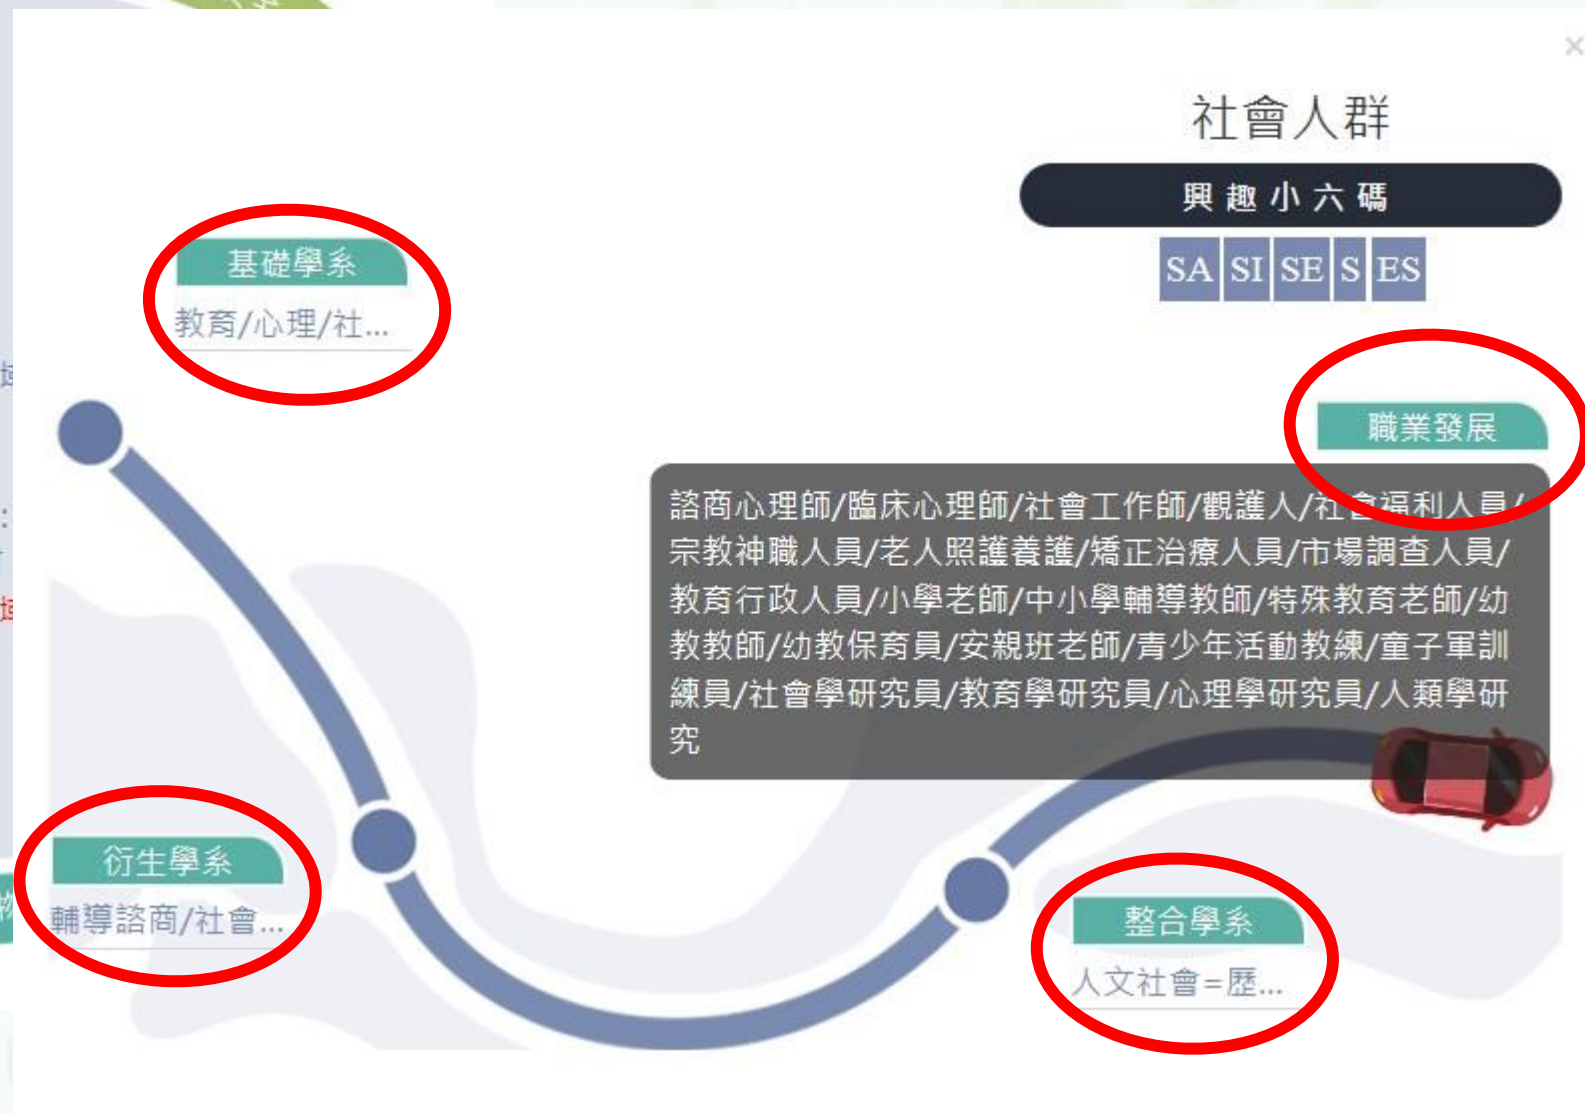 社會人群
興趣小六碼
SA SI SE S ES
基礎學系
教育/心理/社...
職業發展
諮商心理師/臨床心理師/社會工作師/觀護人/社會福利人員/
宗教神職人員/老人照護養護/矯正治療人員/市場調查人員/
教育行政人員/小學老師/中小學輔導教師/特殊教育老師/幼
教教師/幼教保育員/安親班老師/青少年活動教練/童子軍訓
練員/社會學研究員/教育學研究員/心理學研究員/人類學研
究
衍生學系
輔導諮商/社會...
整合學系
人文社會=歷...